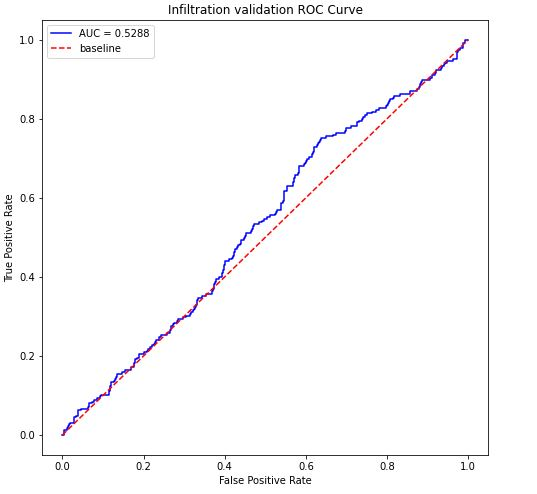 Infiltration validation ROC Curve
AUC = 0.5288
baseline
1.0
0.8
0.6
0.4
0.2
0.0
True Positive Rate
0.0 0.2 0.4 0.6 0.8 1.0
False Positive Rate